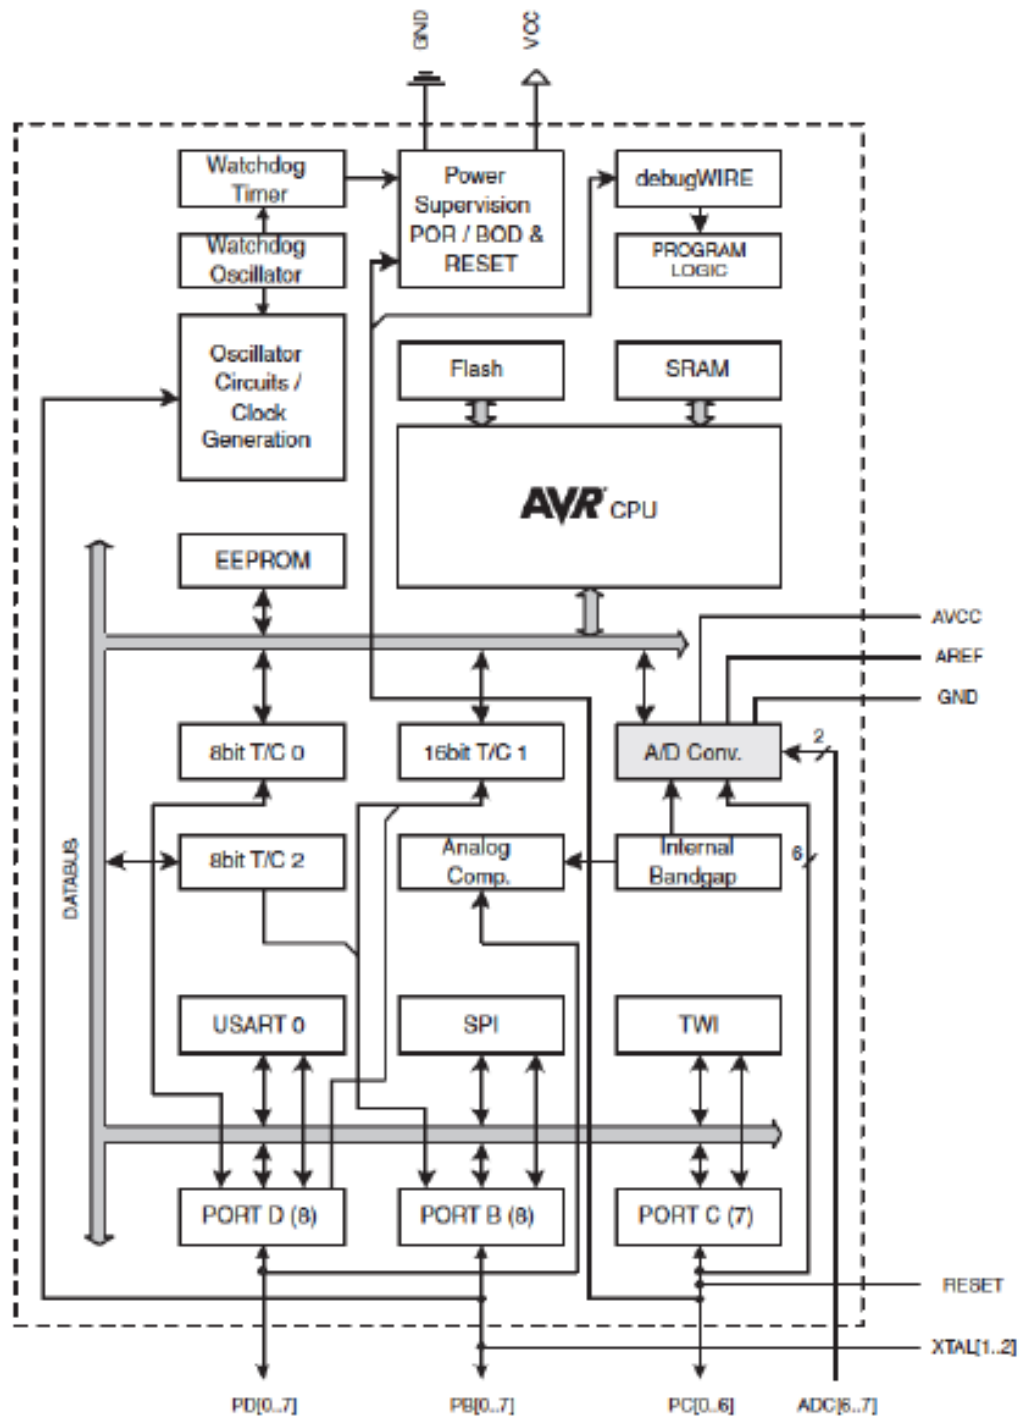 GND
VCC
Watchdog
Timer
Power
Supervision
POR / BOD &
RESET
debugWIRE
Watchdog
Oscillator
PROGRAM
LOGIC
Oscillator
Circuits /
Clock
Generation
Flash
SRAM
AVR CPU
EEPROM
AVCC
AREF
GND
8bit T/C 0
16bit T/C 1
A/D Conv.
2
DATABUS
8bit T/C 2
Analog
Comp.
Internal
Bandgap
6
USART 0
SPI
TWI
PORT D (8)
PORT B (8)
PORT C (7)
RESET
XTAL[1..2]
PD[0..7]
PB[0..7]
PC[0..6]
ADC[6..7]